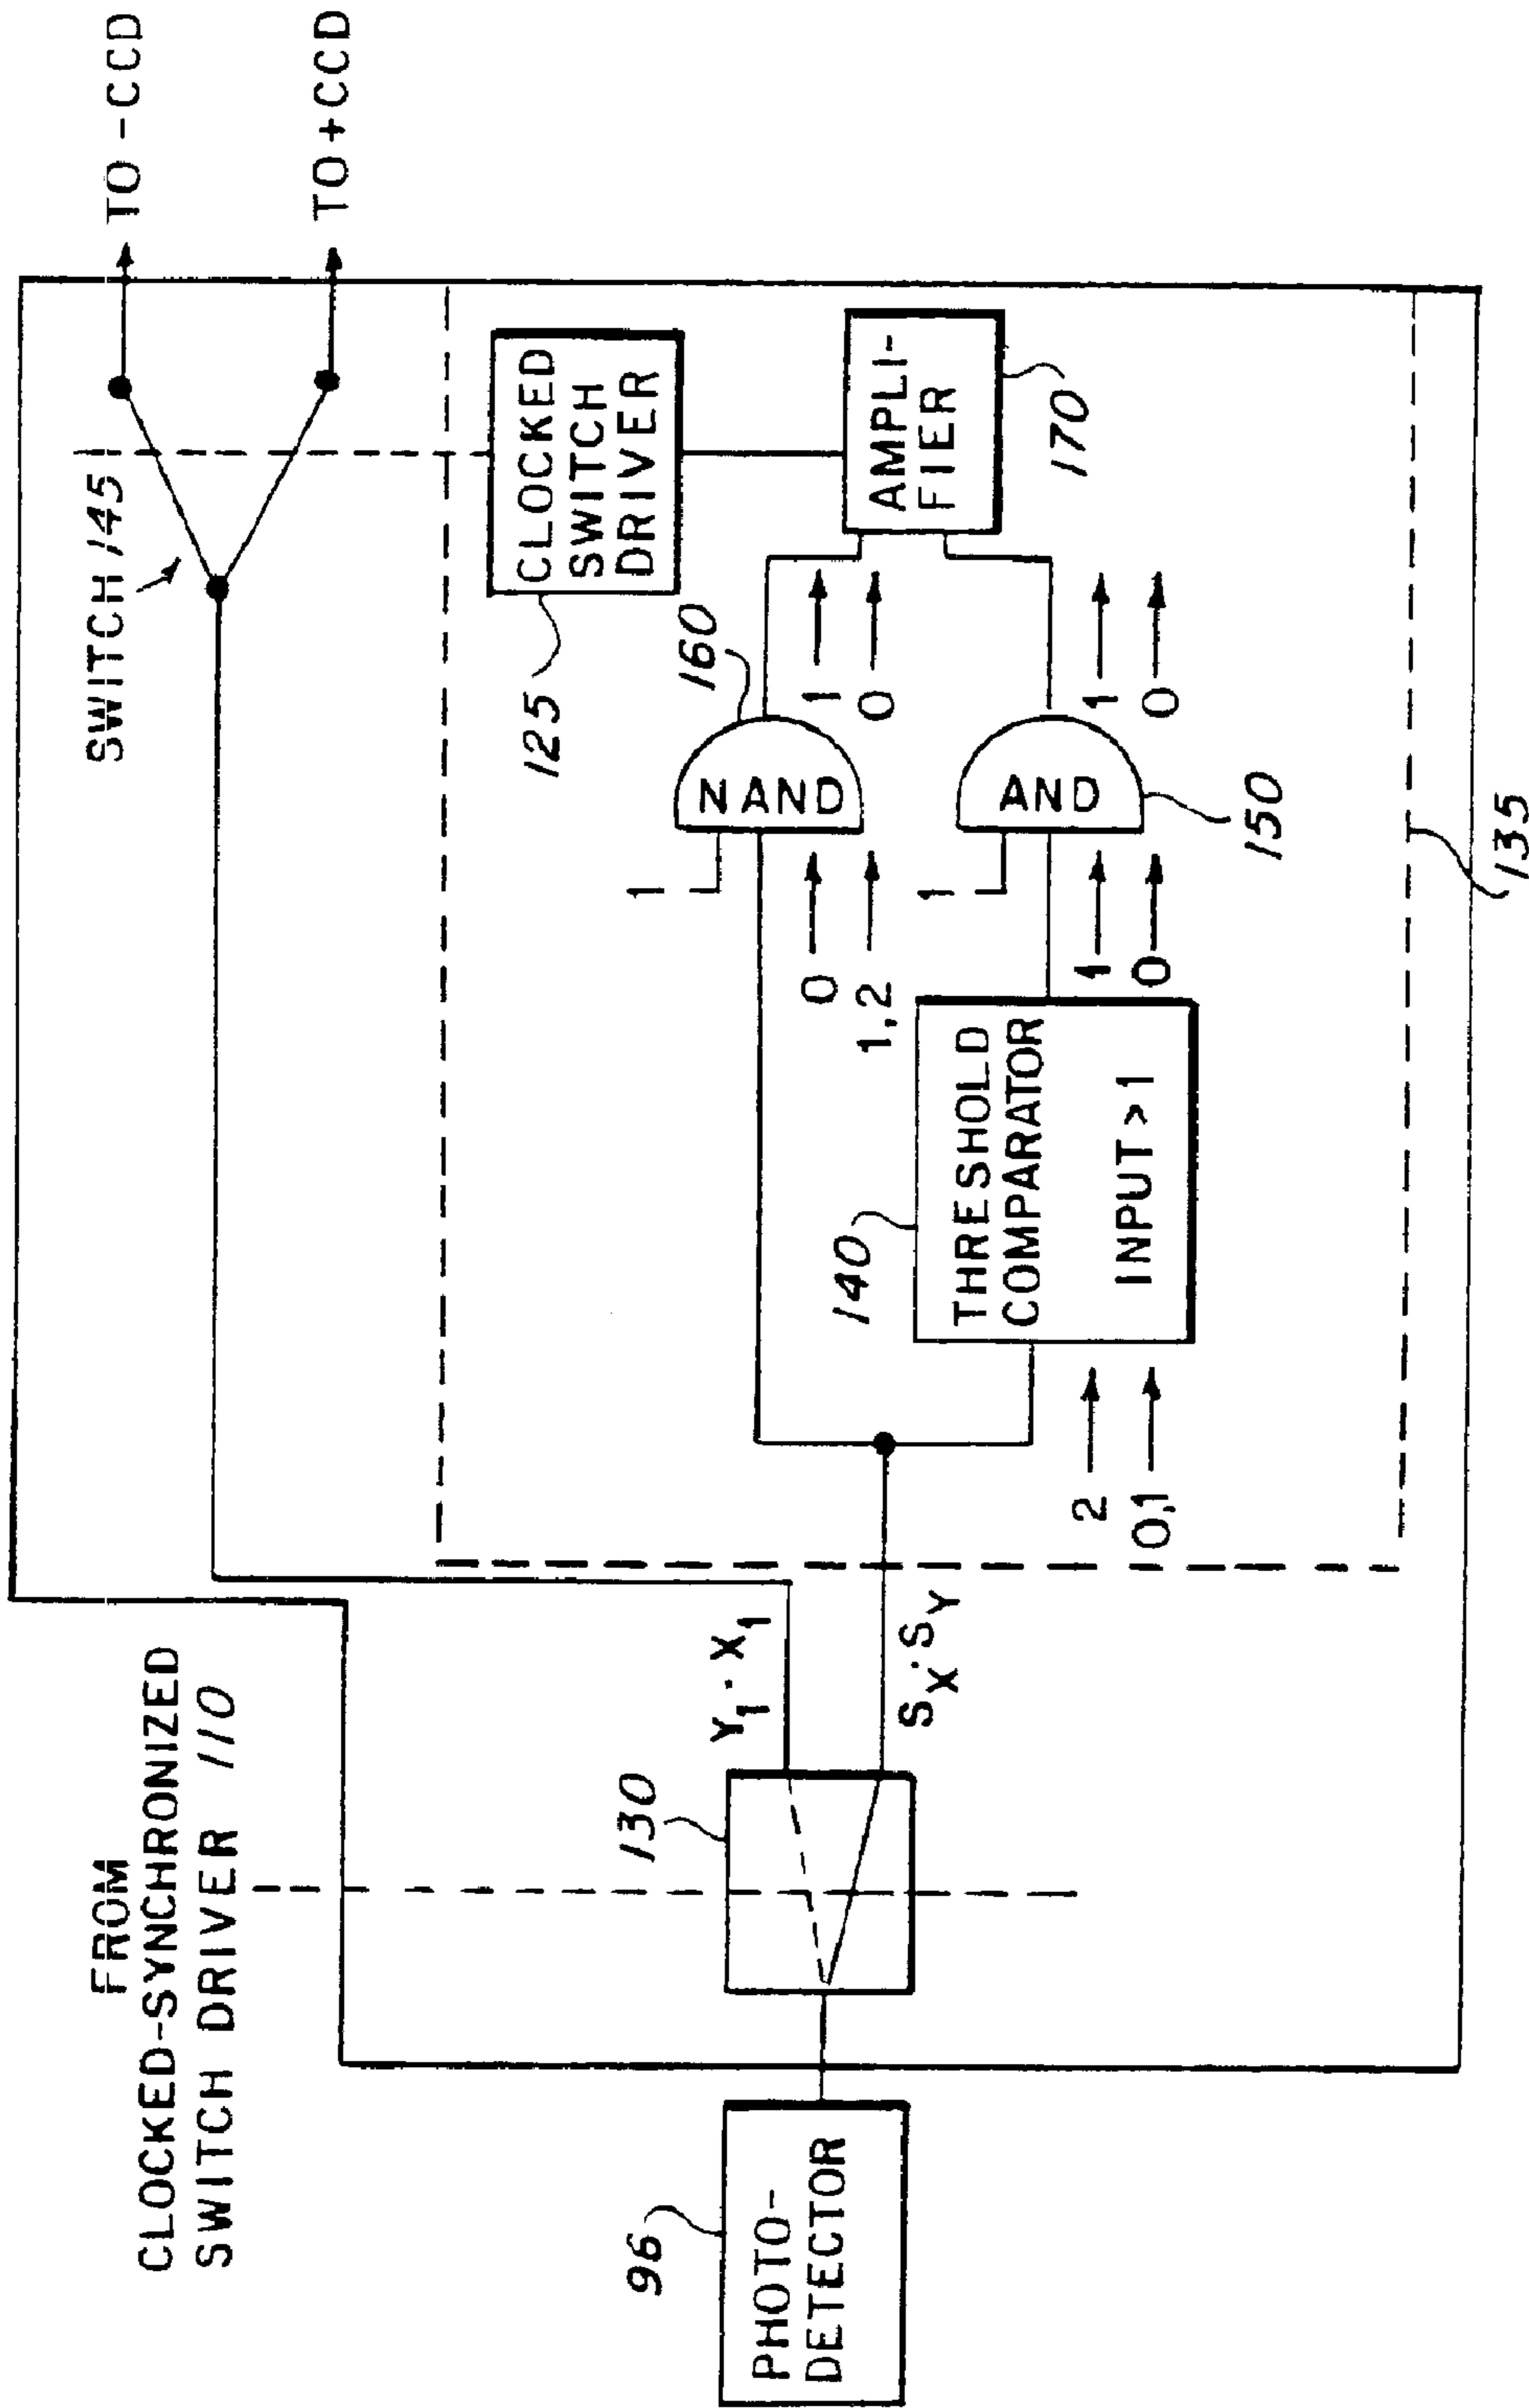 FROM
CLOCKED-SYNCHRONIZED
SWITCH DRIVER 110
SWITCH 145
TO -CCD
TO +CCD
96
PHOTO-
DETECTOR
130
Y1 · X1
SX·SY
2
0,1
140
THRESHOLD
COMPARATOR
INPUT > 1
1
0
1,2
NAND
160
1
0
1
1
0
AND
150
1
0
125
CLOCKED
SWITCH
DRIVER
AMPLI-
FIER
170
135